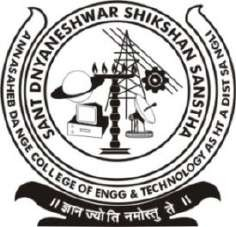 SANT DNYANESHWAR SHIKSHAN SANSTHA
ANNASAHEB DANGE COLLEGE OF ENGG & TECHNOLOGY ASHTA DIST SANGLI
॥ ज्ञान ज्योति नमोस्तु ते ॥